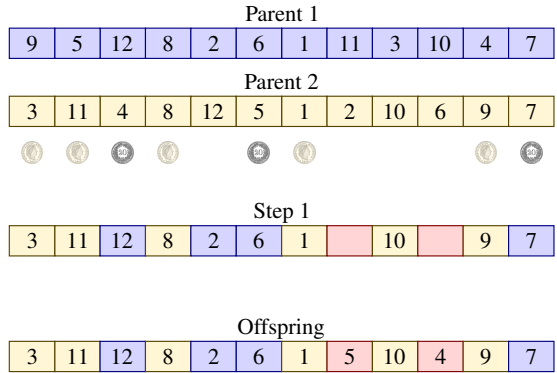 Parent 1
9 5 12 8 2 6 1 11 3 10 4 7
Parent 2
3 11 4 8 12 5 1 2 10 6 9 7
Step 1
3 11 12 8 2 6 1 10 9 7
Offspring
3 11 12 8 2 6 1 5 10 4 9 7